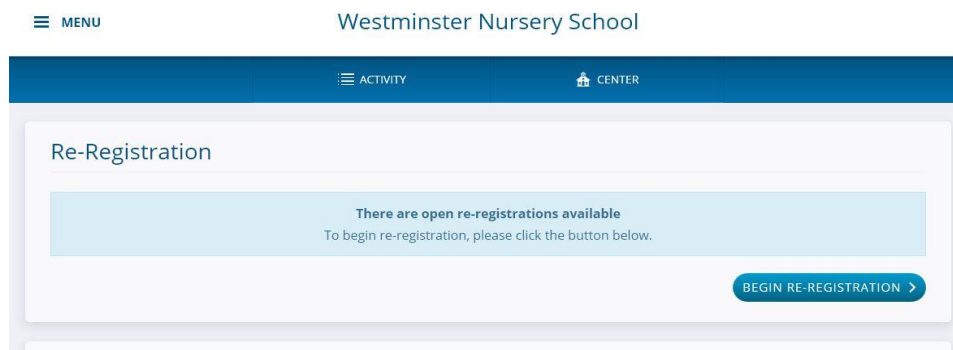 MENU
Westminster Nursery School
ACTIVITY
CENTER
Re-Registration
There are open re-registrations available
To begin re-registration, please click the button below.
BEGIN RE-REGISTRATION